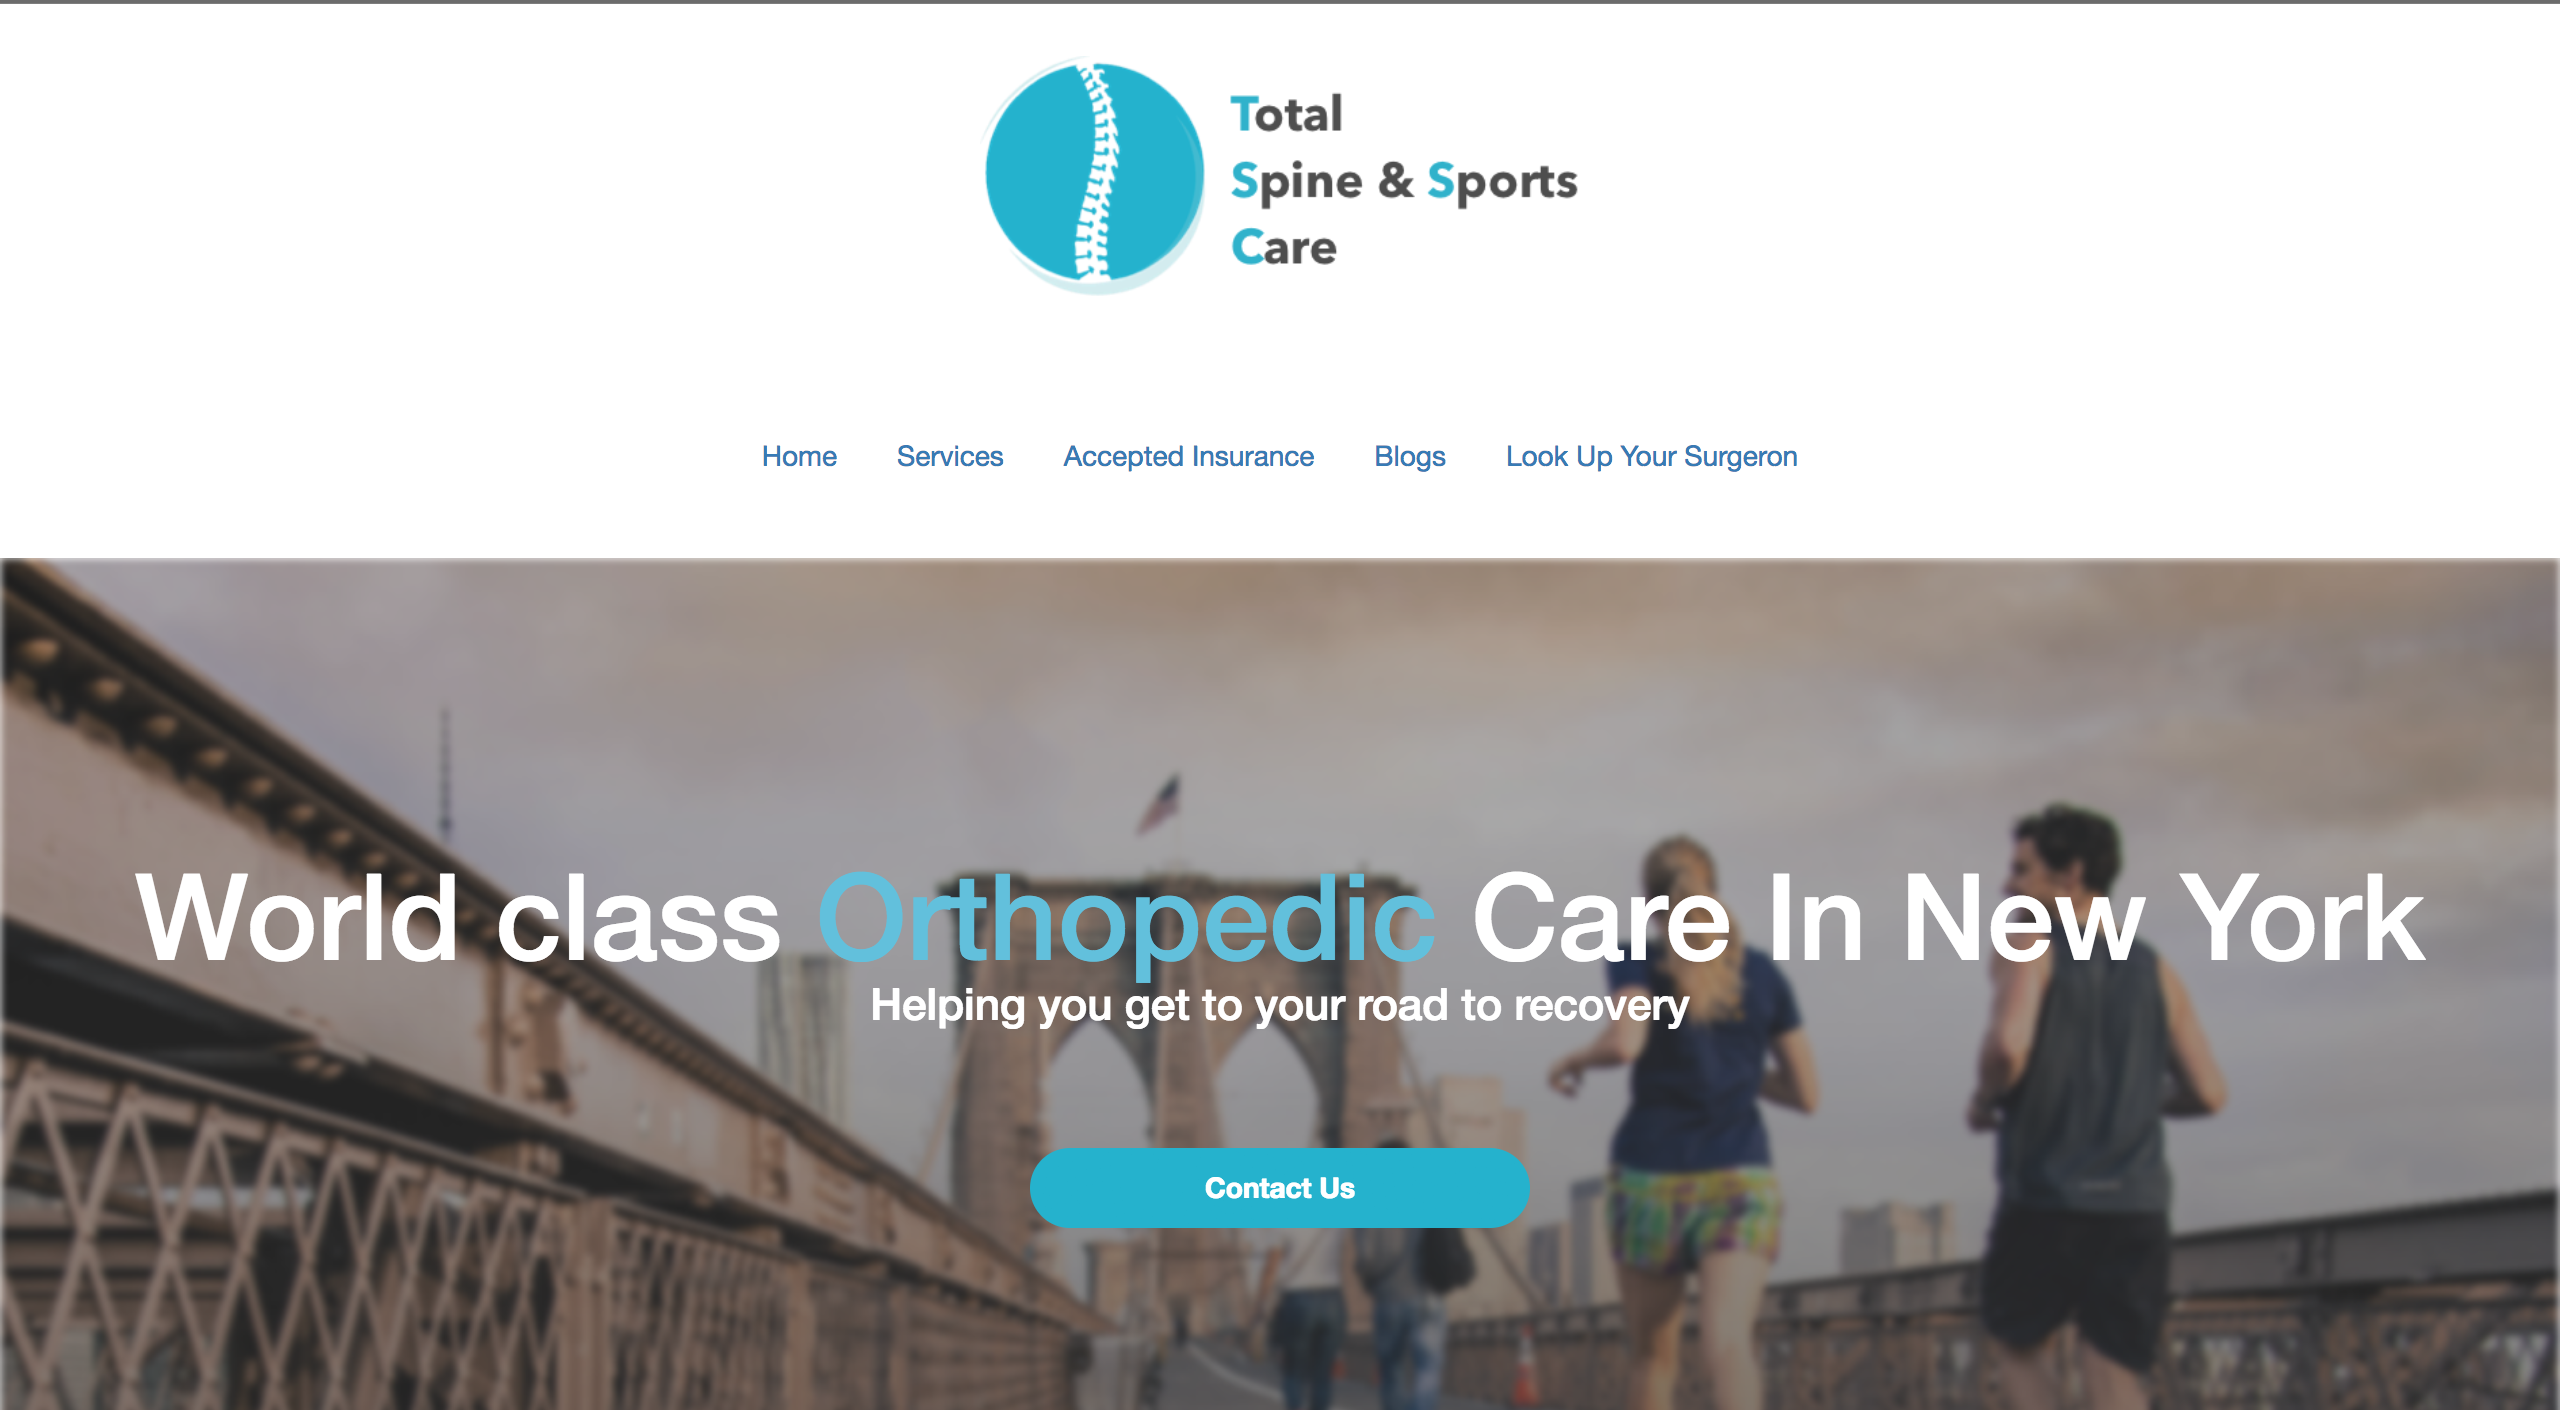 Total
Spine & Sports
Care
Home Services Accepted Insurance Blogs Look Up Your Surgeron
World class Orthopedic Care In New York
Helping you get to your road to recovery
Contact Us